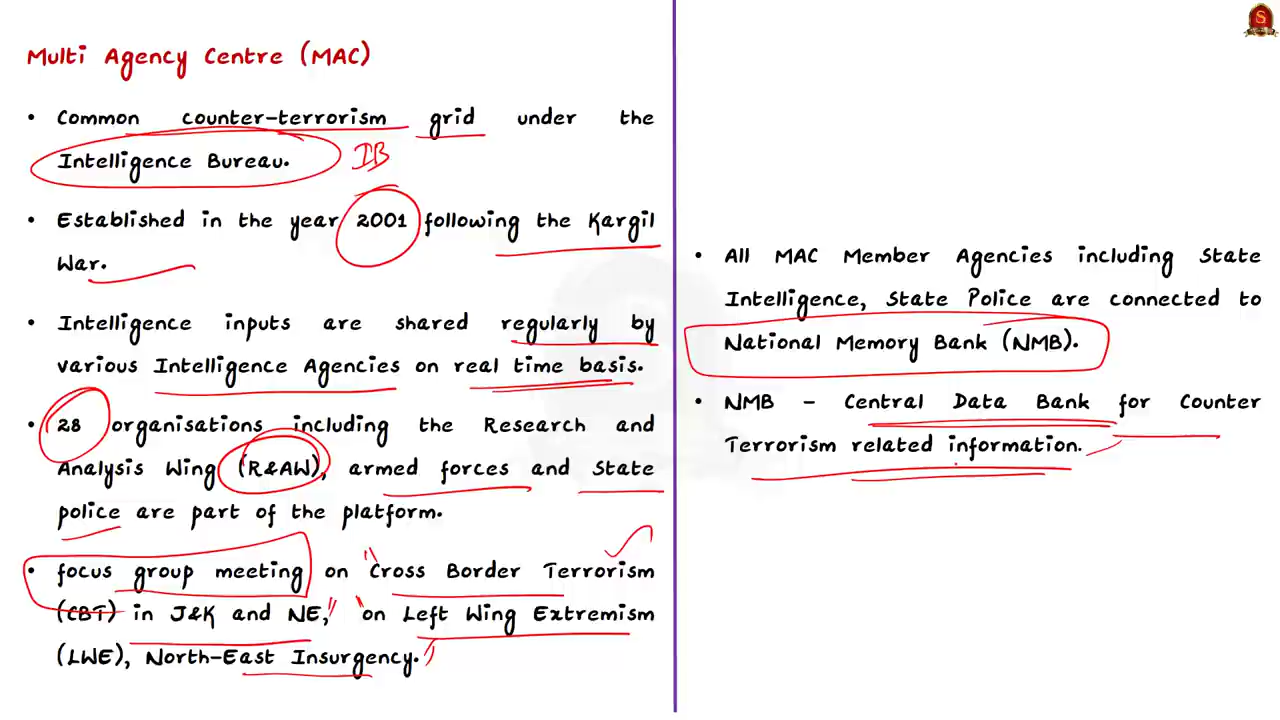 Multi Agency Centre (MAC)
• Common counter-terrorism grid under the
Intelligence Bureau. IB
• Established in the year 2001 following the Kargil
War.
• Intelligence inputs are shared regularly by
various Intelligence Agencies on real time basis.
• 28 organisations including the Research and
Analysis Wing (R&AW), armed forces and State
police are part of the platform.
• focus group meeting on "Cross Border Terrorism
(CBT) in J&K and NE," "on Left Wing Extremism
(LWE), North-East Insurgency."
• All MAC Member Agencies including State
Intelligence, State Police are connected to
National Memory Bank (NMB).
• NMB - Central Data Bank for Counter
Terrorism related information.